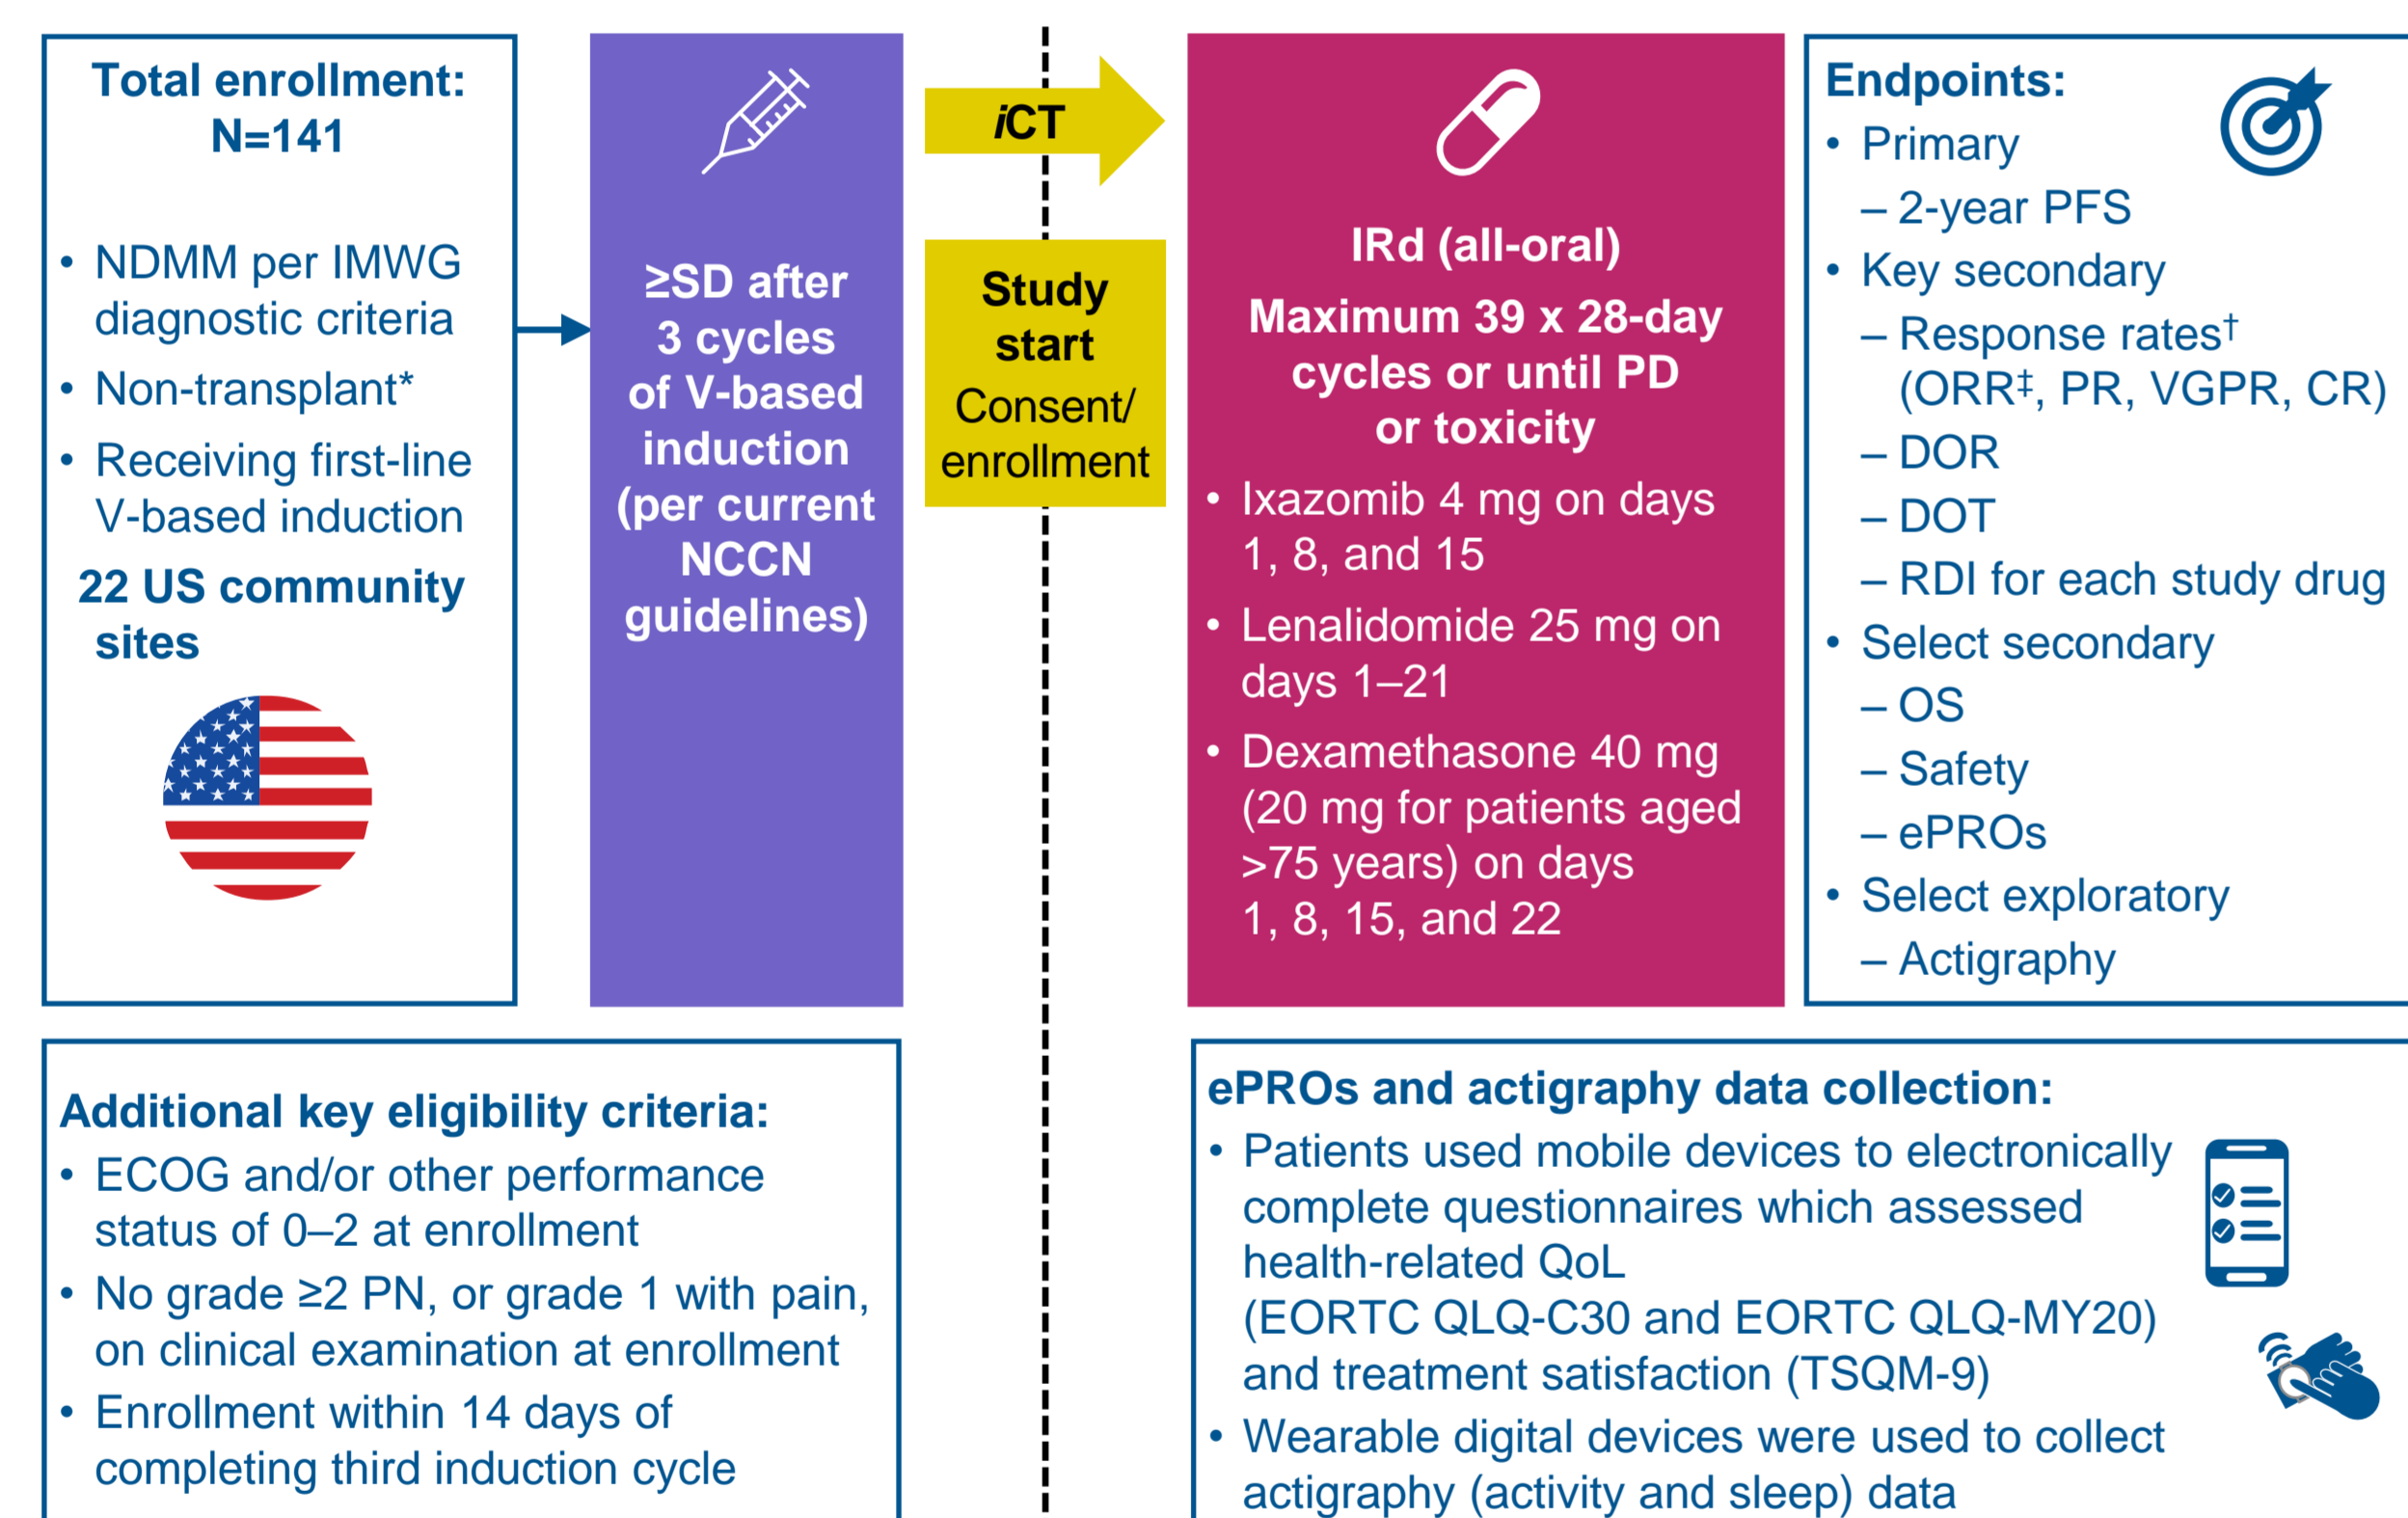 Total enrollment:
N=141
• NDMM per IMWG
diagnostic criteria
• Non-transplant*
• Receiving first-line
V-based induction
22 US community
sites
≥SD after
3 cycles
of V-based
induction
(per current
NCCN
guidelines)
iCT
Study
start
Consent/
enrollment
IRd (all-oral)
Maximum 39 x 28-day
cycles or until PD
or toxicity
• Ixazomib 4 mg on days
1, 8, and 15
• Lenalidomide 25 mg on
days 1–21
• Dexamethasone 40 mg
(20 mg for patients aged
>75 years) on days
1, 8, 15, and 22
Endpoints:
• Primary
– 2-year PFS
• Key secondary
– Response rates†
(ORR‡, PR, VGPR, CR)
– DOR
– DOT
– RDI for each study drug
• Select secondary
– OS
– Safety
– ePROs
• Select exploratory
– Actigraphy
Additional key eligibility criteria:
• ECOG and/or other performance
status of 0–2 at enrollment
• No grade ≥2 PN, or grade 1 with pain,
on clinical examination at enrollment
• Enrollment within 14 days of
completing third induction cycle
ePROs and actigraphy data collection:
• Patients used mobile devices to electronically
complete questionnaires which assessed
health-related QoL
(EORTC QLQ-C30 and EORTC QLQ-MY20)
and treatment satisfaction (TSQM-9)
• Wearable digital devices were used to collect
actigraphy (activity and sleep) data